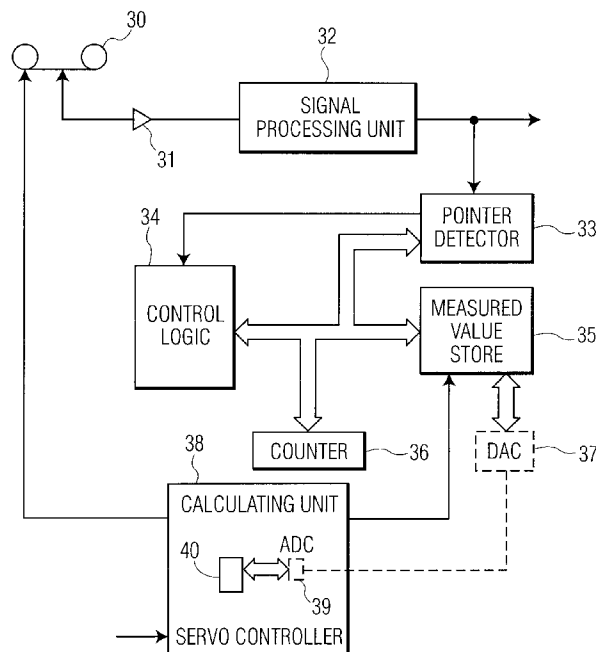 30
32
SIGNAL
PROCESSING UNIT
31
34
POINTER
DETECTOR
33
CONTROL
LOGIC
MEASURED
VALUE
STORE
35
COUNTER
36
DAC
37
38
CALCULATING UNIT
40
ADC
39
SERVO CONTROLLER